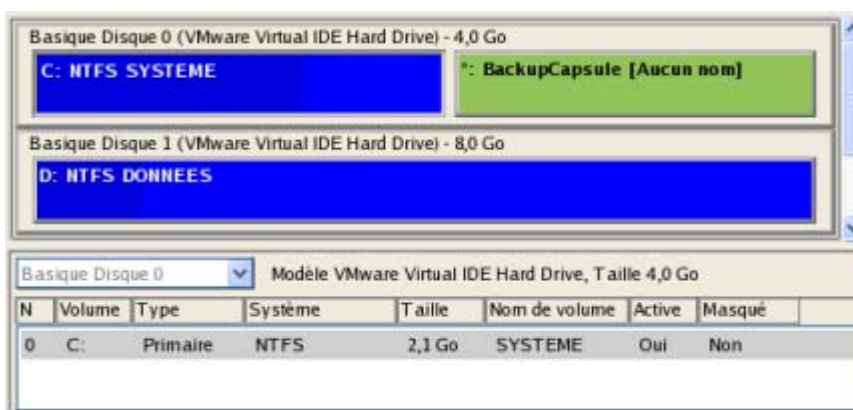 Basique Disque 0 (VMware Virtual IDE Hard Drive) - 4,0 Go
C: NTFS SYSTEME *: BackupCapsule [Aucun nom]
Basique Disque 1 (VMware Virtual IDE Hard Drive) - 8,0 Go
D: NTFS DONNEES
Basique Disque 0 Modèle VMware Virtual IDE Hard Drive, Taille 4,0 Go
N Volume Type Système Taille Nom de volume Active Masqué
0 C: Primaire NTFS 2,1 Go SYSTEME Oui Non